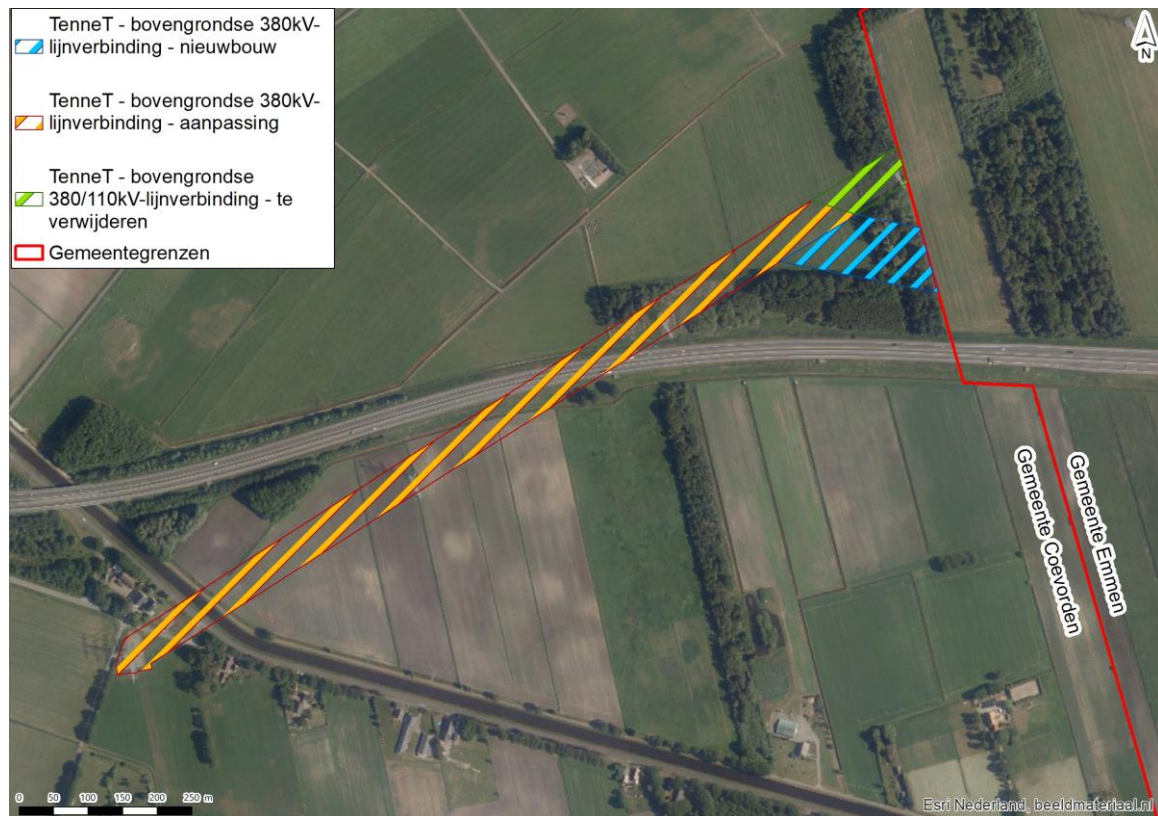 TenneT - bovengrondse 380kV-
lijnverbinding - nieuwbouw
TenneT - bovengrondse 380kV-
lijnverbinding - aanpassing
TenneT - bovengrondse
380/110kV-lijnverbinding - te
verwijderen
Gemeentegrenzen
N
Gemeente Emmen
Gemeente Coevorden
0 50 100 150 200 250 m
Esri Nederland, beeldmateriaal.nl